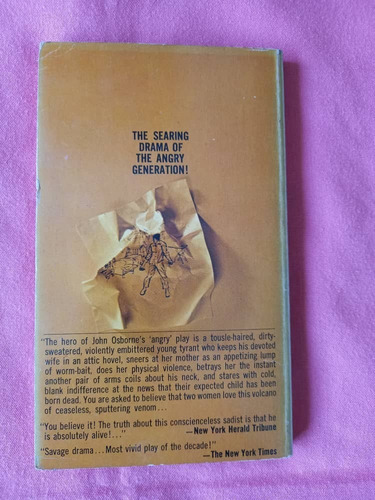 THE SEARING
DRAMA OF
THE ANGRY
GENERATION!
"The hero of John Osborne's 'angry' play is a tousle-haired, dirty-
sweatered, violently embittered young tyrant who keeps his devoted
wife in an attic hovel, sneers at her mother as an appetizing lump
of worm-bait, does her physical violence, betrays her the instant
another pair of arms coils about his neck, and stares with cold,
blank indifference at the news that their expected child has been
born dead. You are asked to believe that two women love this volcano
of ceaseless, sputtering venom...
"You believe it! The truth about this conscienceless sadist is that he
is absolutely alive!..."
—New York Herald Tribune
"Savage drama...Most vivid play of the decade!"
—The New York Times